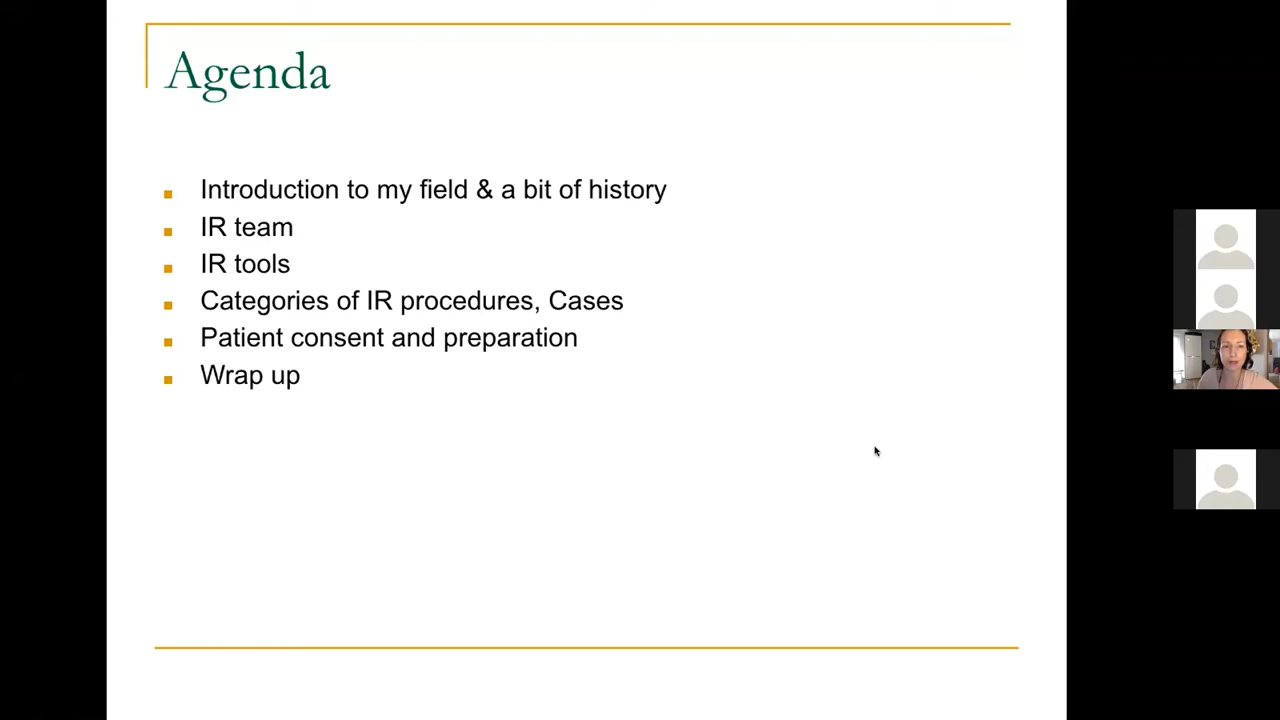 Agenda
Introduction to my field & a bit of history
IR team
IR tools
Categories of IR procedures, Cases
Patient consent and preparation
Wrap up